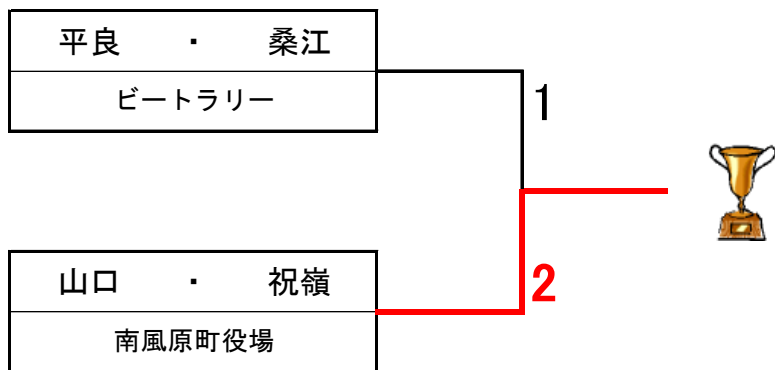 平良　・　桑江
ビートラリー
1
山口　・　祝嶺
2
南風原町役場